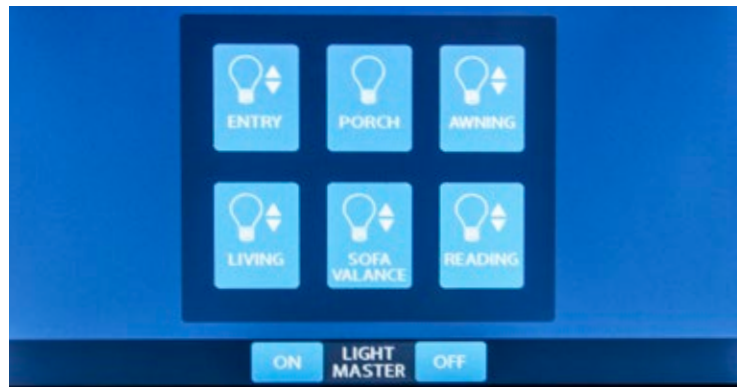 ENTRY
PORCH
AWNING
LIVING
SOFA
VALANCE
READING
ON
LIGHT
MASTER
OFF